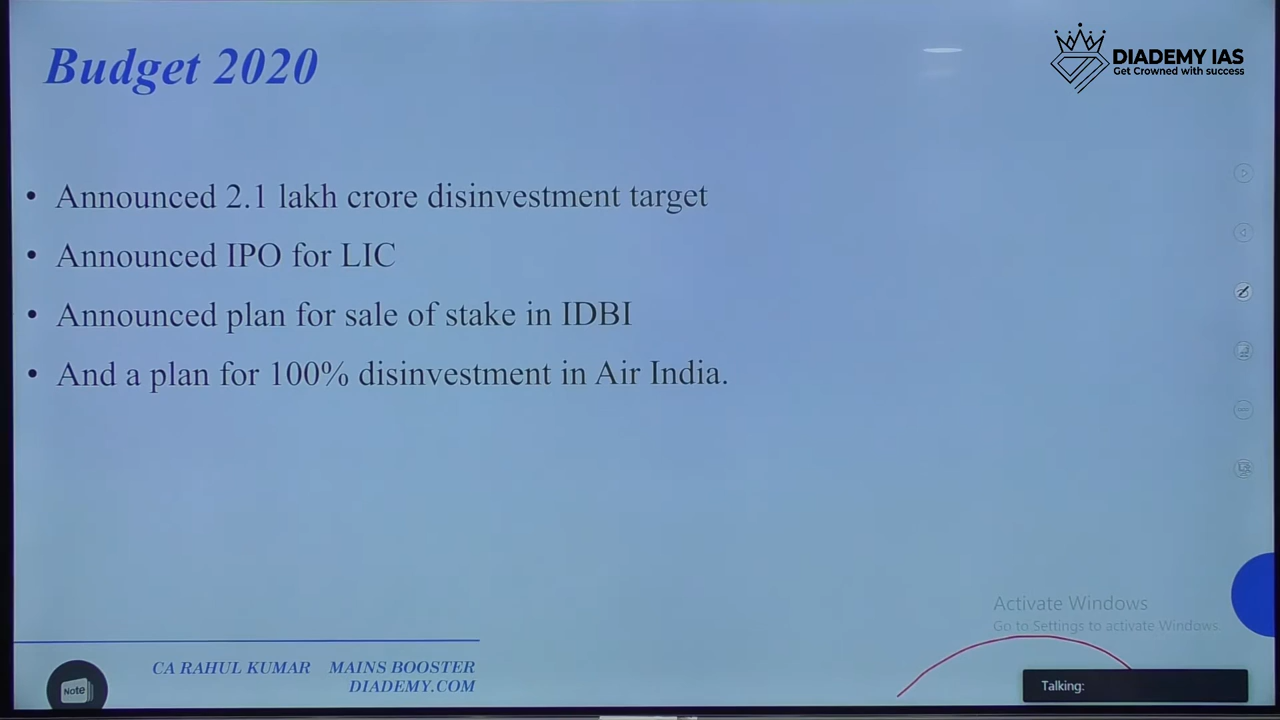 Budget 2020
DIADEMY IAS
Get Crowned with success
• Announced 2.1 lakh crore disinvestment target
• Announced IPO for LIC
• Announced plan for sale of stake in IDBI
• And a plan for 100% disinvestment in Air India.
Activate Windows
Go to Settings to activate Windows.
CA RAHUL KUMAR MAINS BOOSTER
DIADEMY.COM
Note
Talking: